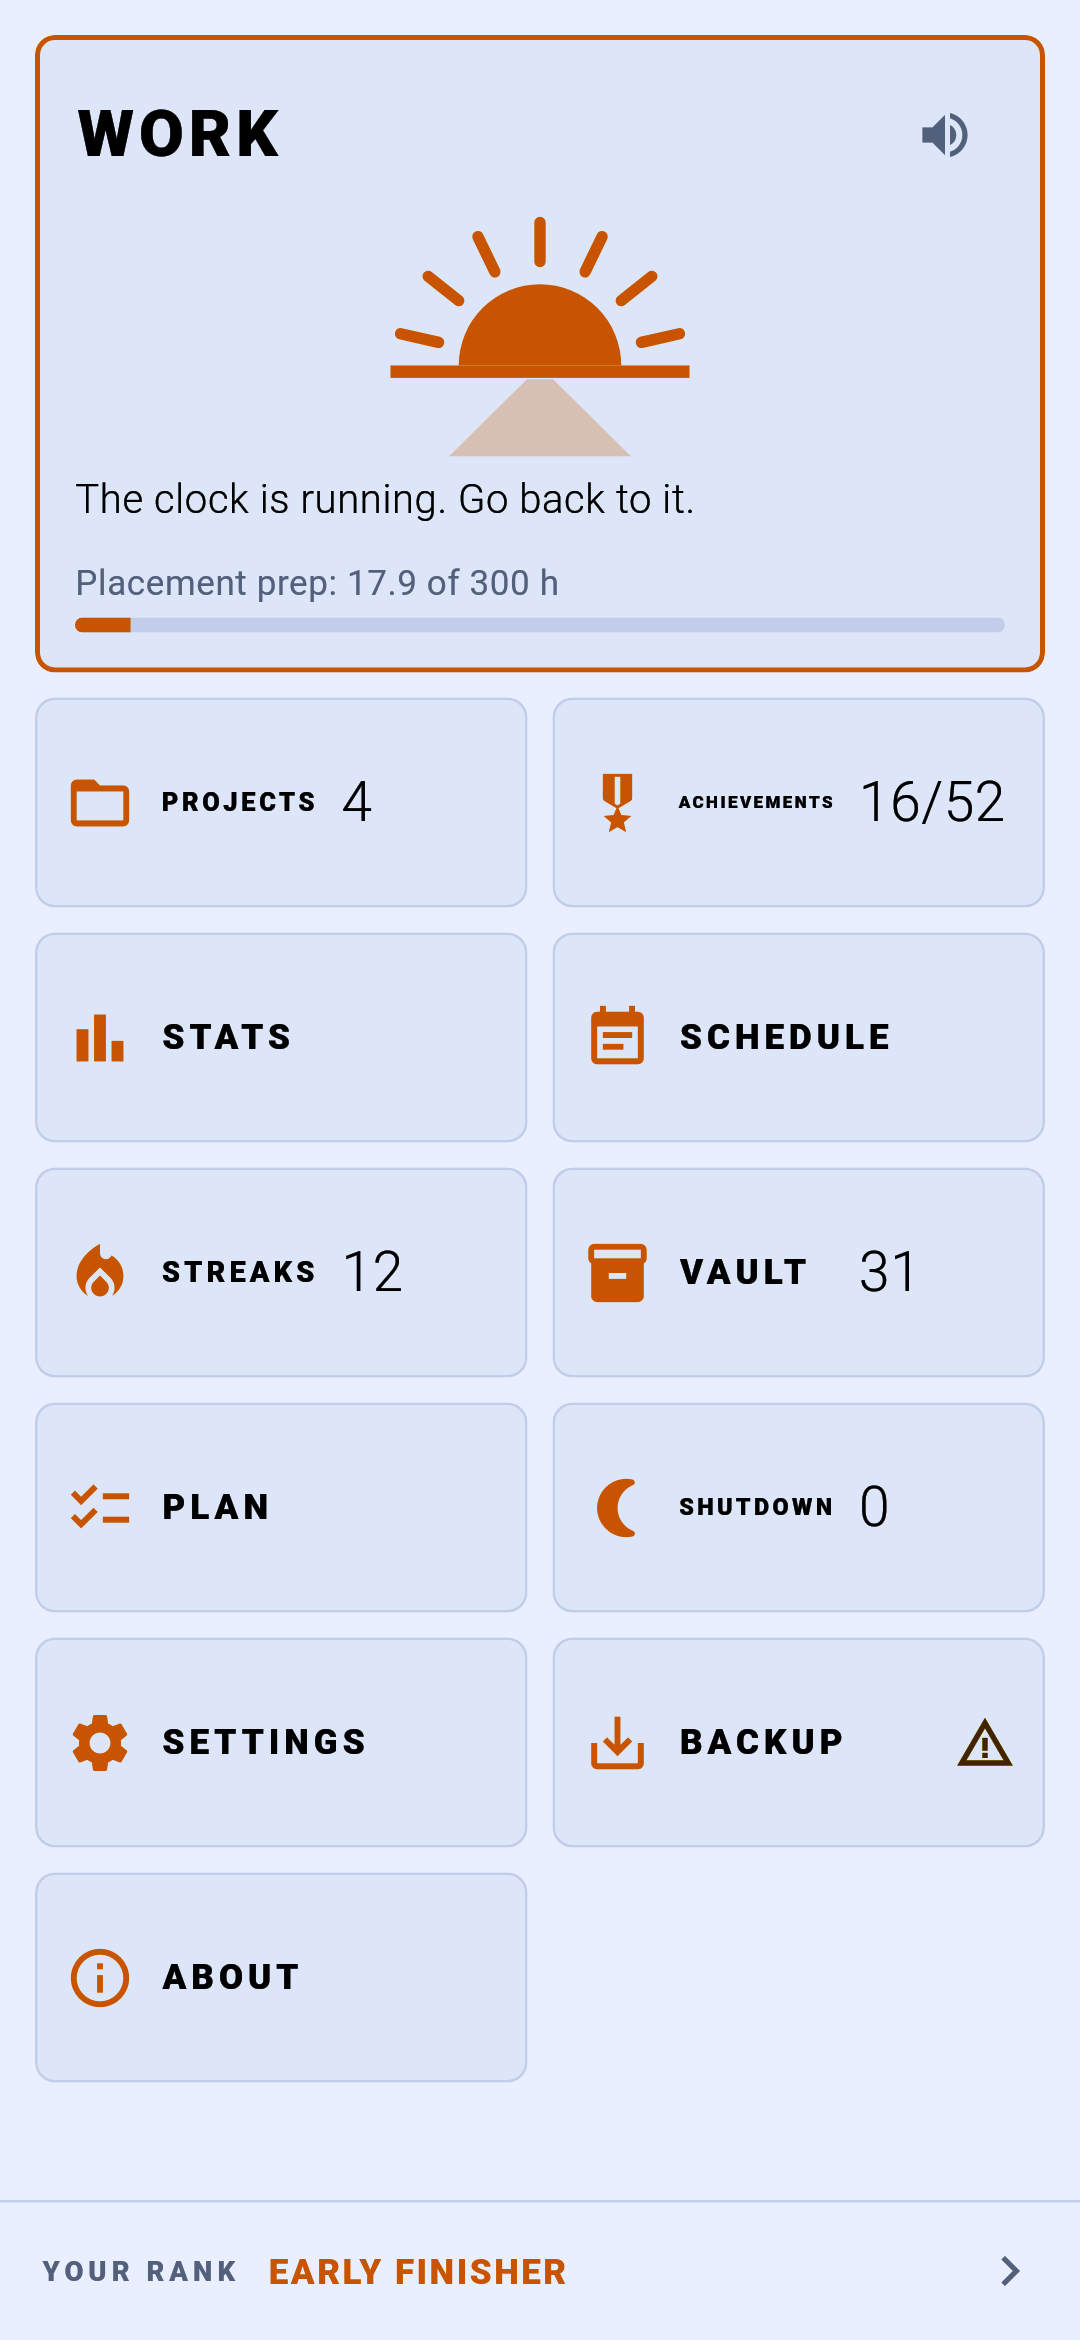 WORK
The clock is running. Go back to it.
Placement prep: 17.9 of 300 h
PROJECTS 4
ACHIEVEMENTS 16/52
STATS
SCHEDULE
STREAKS 12
VAULT 31
PLAN
SHUTDOWN 0
SETTINGS
BACKUP
ABOUT
YOUR RANK EARLY FINISHER